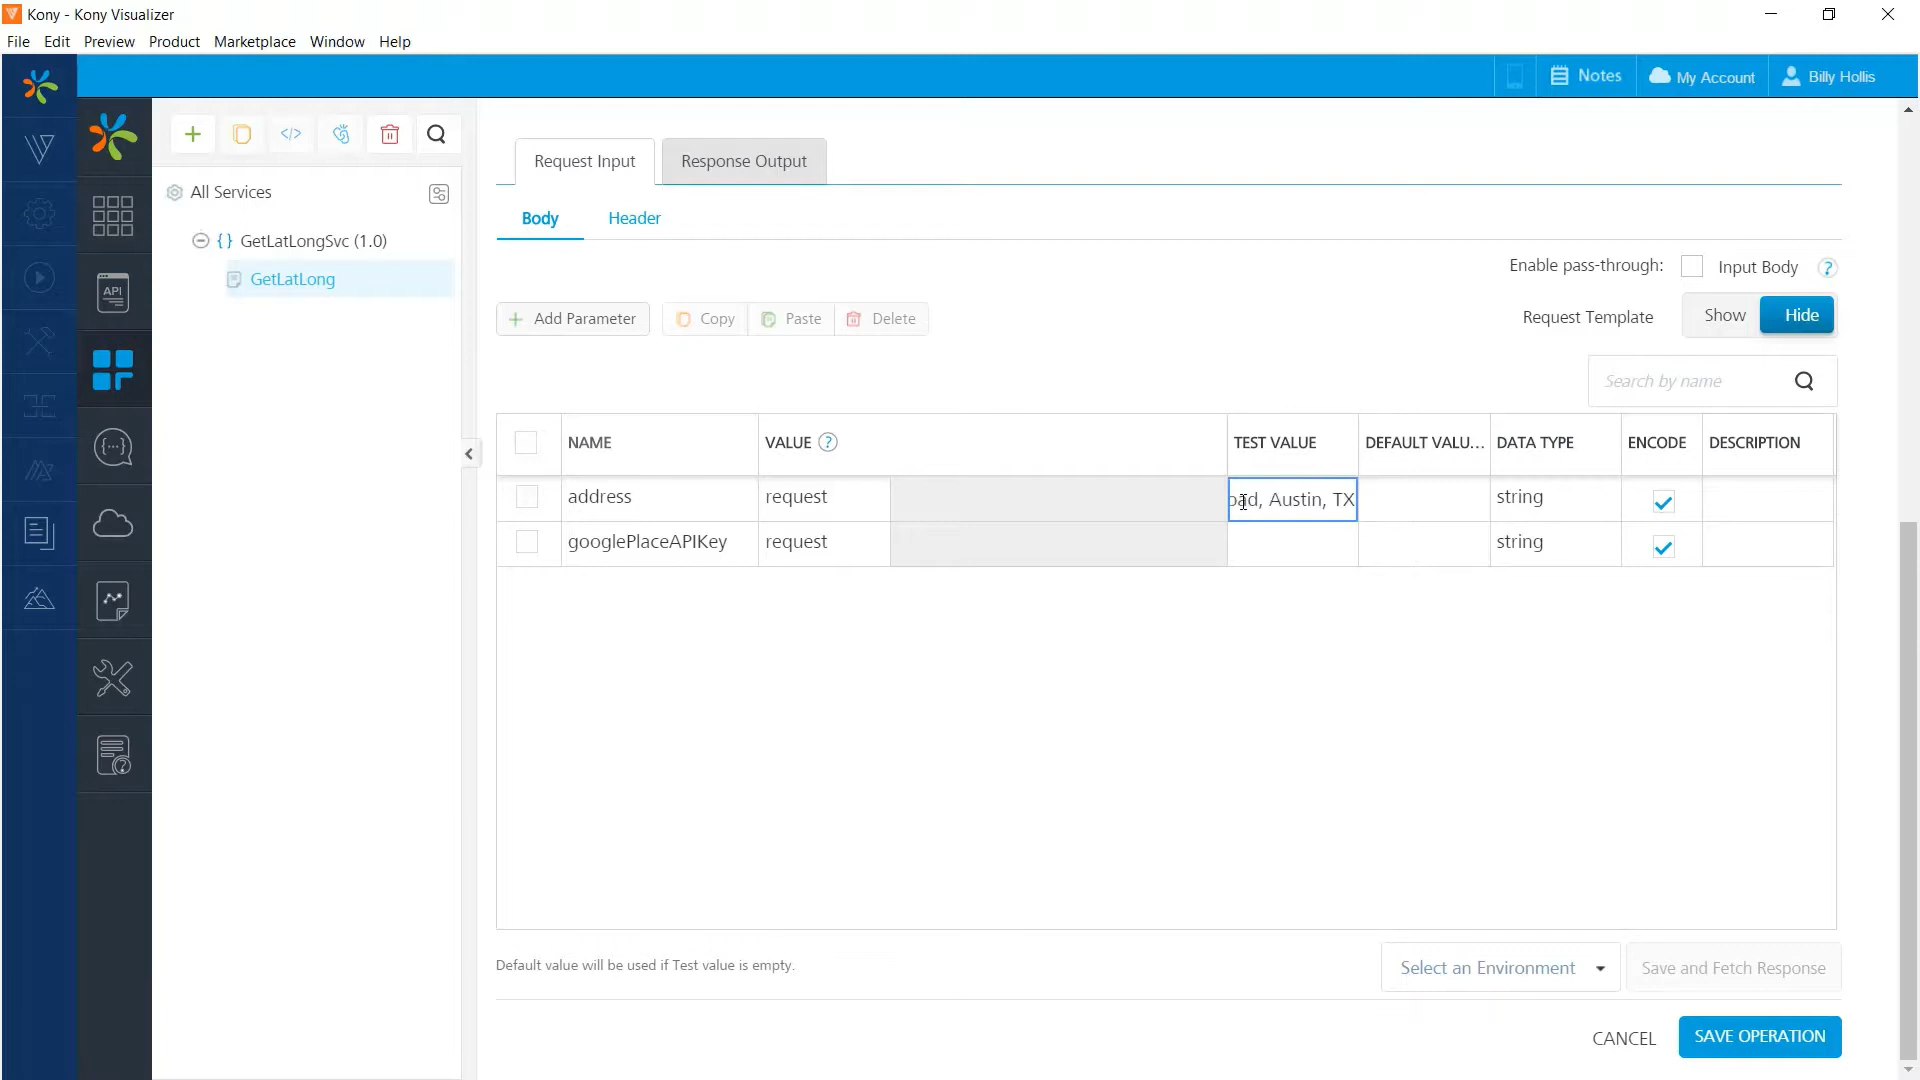 Kony - Kony Visualizer
File Edit Preview Product Marketplace Window Help
Notes My Account Billy Hollis
Request Input Response Output
All Services
{ } GetLatLongSvc (1.0)
GetLatLong
Body Header
Enable pass-through: Input Body ?
+ Add Parameter Copy Paste Delete
Request Template Show Hide
Search by name
NAME VALUE ? TEST VALUE DEFAULT VALU... DATA TYPE ENCODE DESCRIPTION
address request oad, Austin, TX string
googlePlaceAPIKey request string
API
Default value will be used if Test value is empty.
Select an Environment Save and Fetch Response
CANCEL SAVE OPERATION